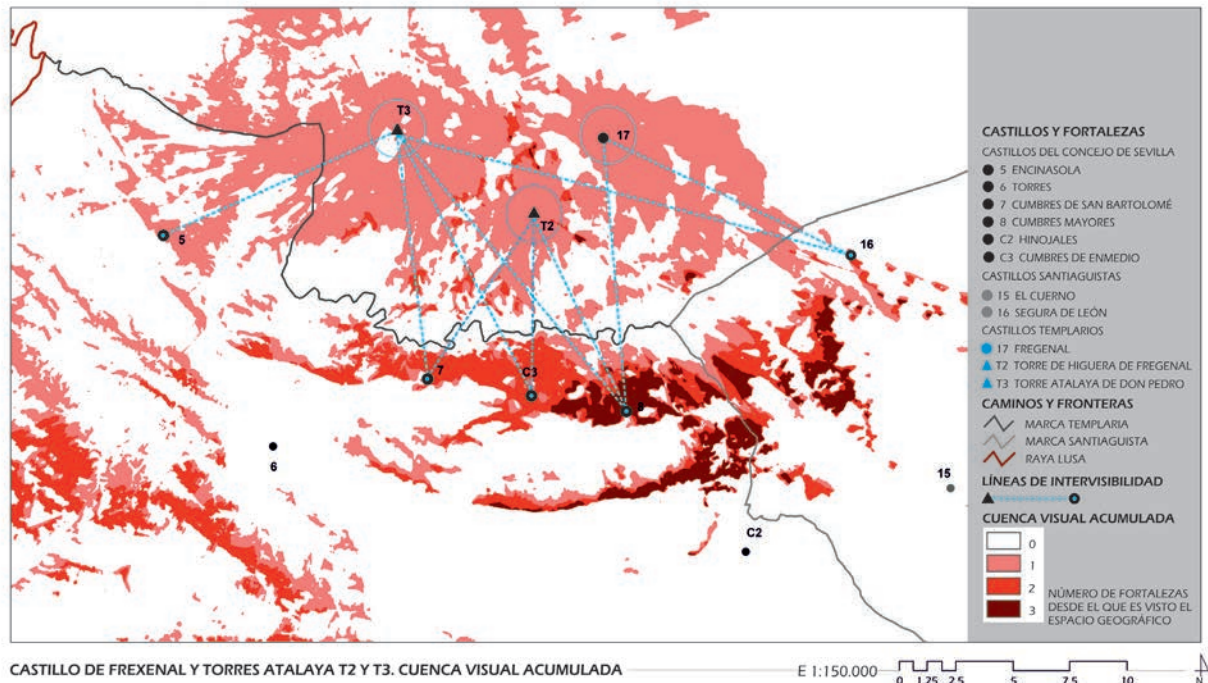 T3
17
T2
5
16
7
C3
8
6
15
C2
CASTILLOS Y FORTALEZAS
CASTILLOS DEL CONCEJO DE SEVILLA
5 ENCINASOLA
6 TORRES
7 CUMBRES DE SAN BARTOLOMÉ
8 CUMBRES MAYORES
C2 HINOJALES
C3 CUMBRES DE ENMEDIO
CASTILLOS SANTIAGUISTAS
15 EL CUERNO
16 SEGURA DE LEÓN
CASTILLOS TEMPLARIOS
17 FREGENAL
T2 TORRE DE HIGUERA DE FREGENAL
T3 TORRE ATALAYA DE DON PEDRO
CAMINOS Y FRONTERAS
MARCA TEMPLARIA
MARCA SANTIAGUISTA
RAYA LUSA
LÍNEAS DE INTERVISIBILIDAD
CUENCA VISUAL ACUMULADA
0
1
2
3
NÚMERO DE FORTALEZAS
DESDE EL QUE ES VISTO EL
ESPACIO GEOGRÁFICO
CASTILLO DE FREXENAL Y TORRES ATALAYA T2 Y T3. CUENCA VISUAL ACUMULADA
E 1:150.000
0 1.25 2.5 5 7.5 10
N